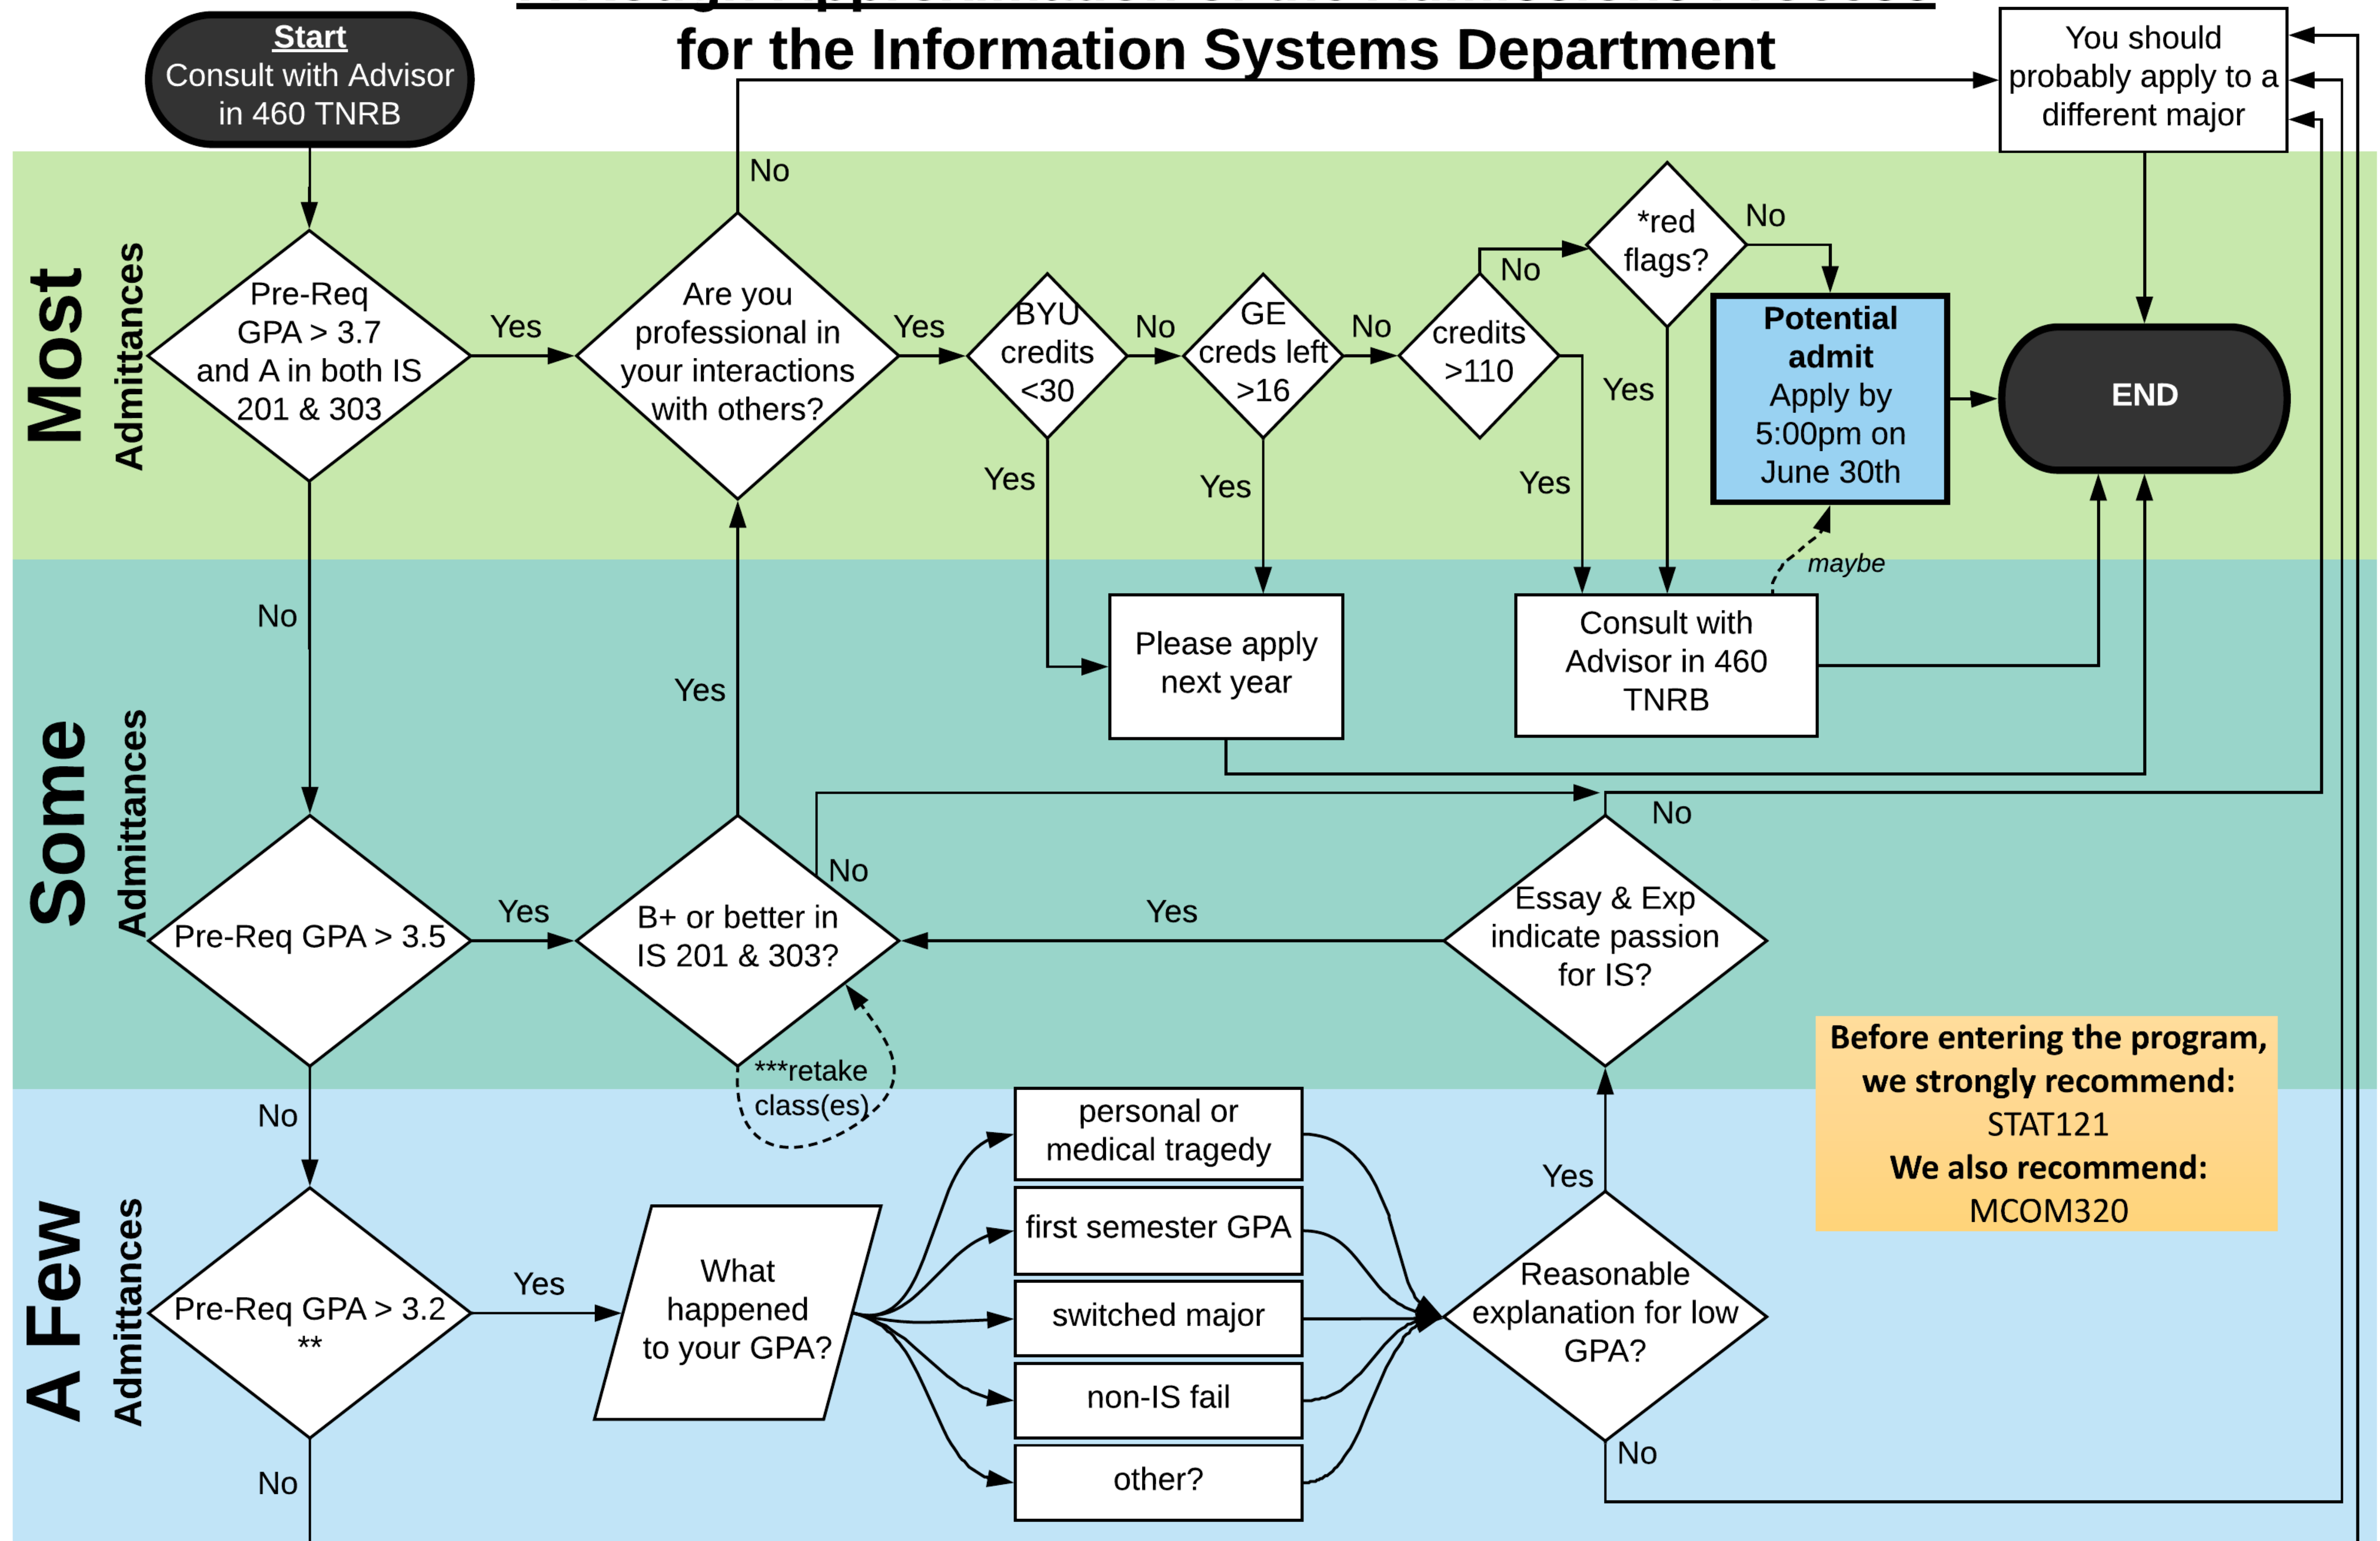 for the Information Systems Department
Start
Consult with Advisor
in 460 TNRB
You should
probably apply to a
different major
No
Most
Admittances
Pre-Req
GPA > 3.7
and A in both IS
201 & 303
Yes
Are you
professional in
your interactions
with others?
Yes
BYU
credits
<30
No
GE
creds left
>16
No
credits
>110
No
*red
flags?
No
Potential
admit
Apply by
5:00pm on
June 30th
END
Yes
Yes
Yes
Yes
maybe
No
Yes
Please apply
next year
Consult with
Advisor in 460
TNRB
Some
Admittances
Pre-Req GPA > 3.5
Yes
B+ or better in
IS 201 & 303?
No
Yes
Essay & Exp
indicate passion
for IS?
No
***retake
class(es)
Before entering the program,
we strongly recommend:
STAT121
We also recommend:
MCOM320
No
A Few
Admittances
Pre-Req GPA > 3.2
**
Yes
What
happened
to your GPA?
personal or
medical tragedy
first semester GPA
switched major
non-IS fail
other?
Yes
Reasonable
explanation for low
GPA?
No
No